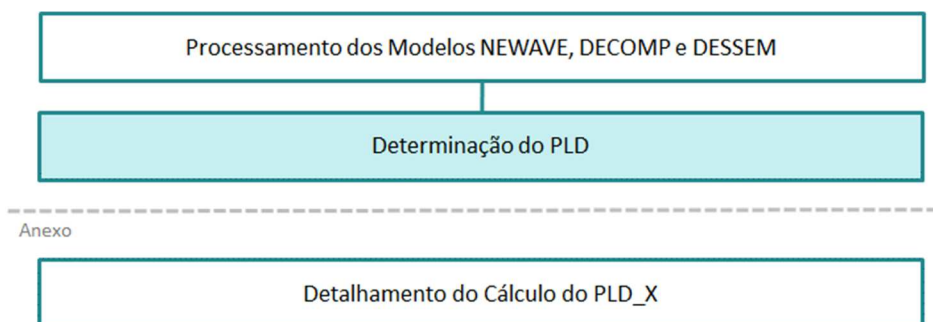 Processamento dos Modelos NEWAVE, DECOMP e DESSEM
Determinação do PLD
Anexo
Detalhamento do Cálculo do PLD_X